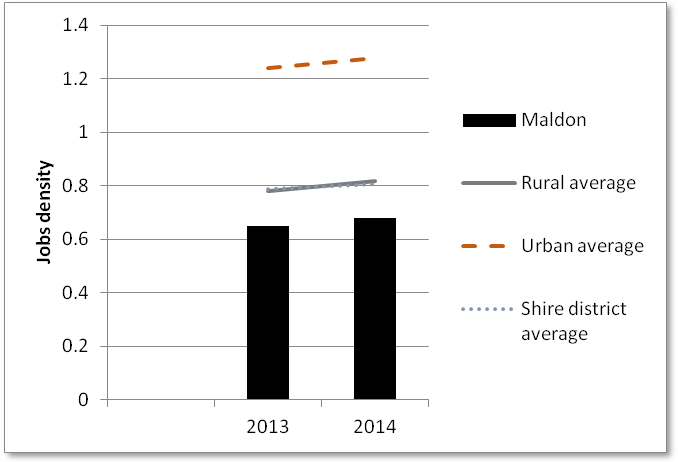 1.4
1.2
1
0.8
0.6
0.4
0.2
0
Jobs density
2013
2014
Maldon
Rural average
Urban average
Shire district
average